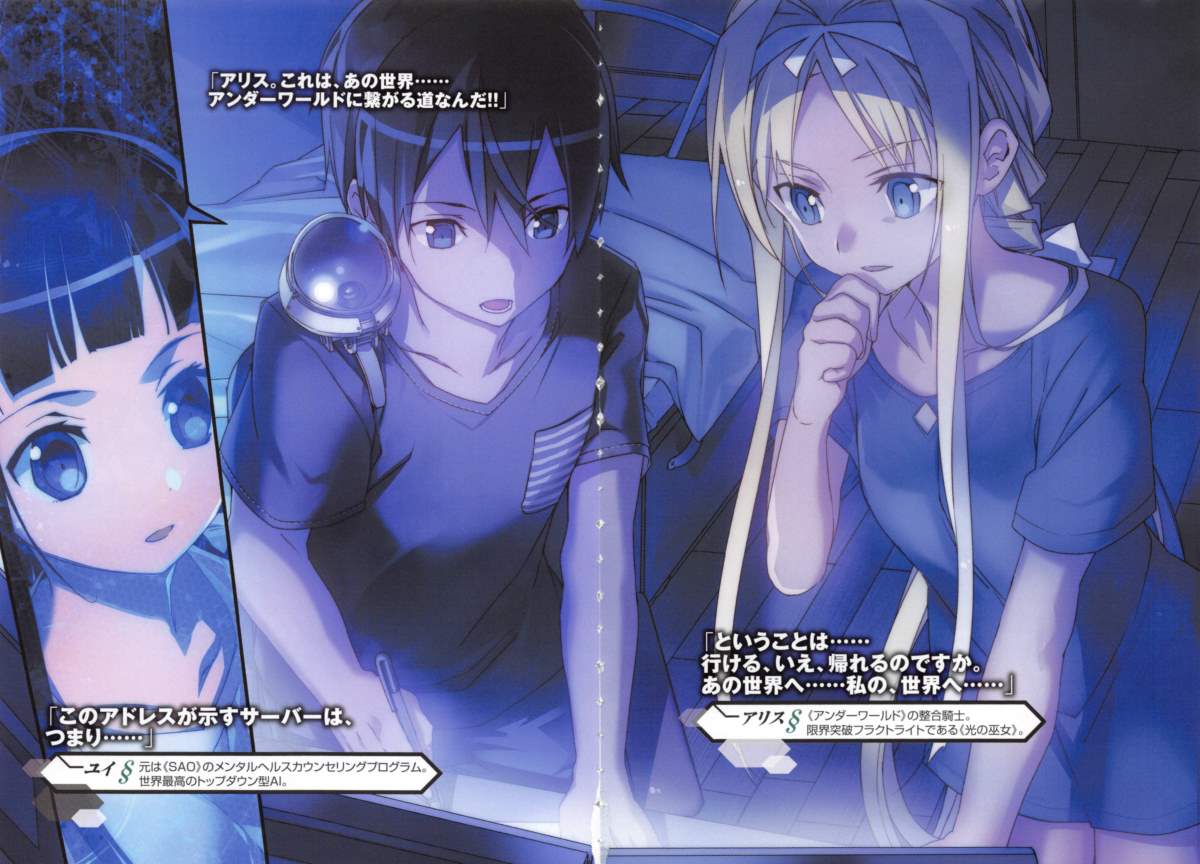 「アリス。これは、あの世界……
アンダーワールドに繋がる道なんだ!!」
「ということは……
行ける、いえ、帰れるのですか。
あの世界へ……私の、世界へ……」
アリス§
《アンダーワールド》の整合騎士。
限界突破フラクトライトである《光の巫女》。
「このアドレスが示すサーバーは、
つまり……」
ユイ§
元は《SAO》のメンタルヘルスカウンセリングプログラム。
世界最高のトップダウン型AI。